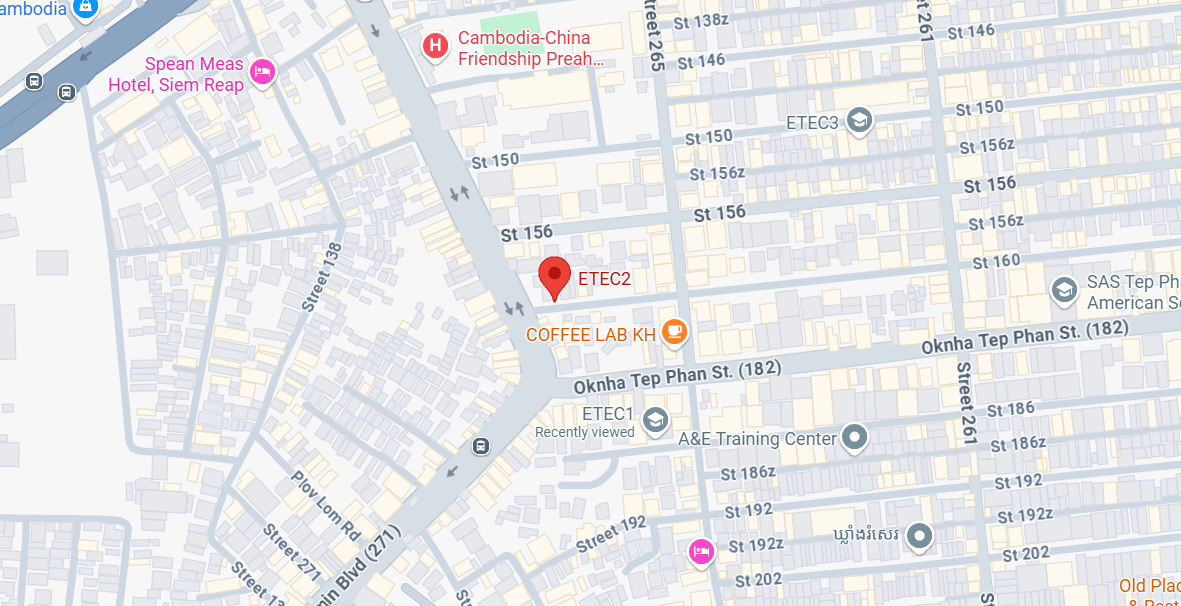 ambodia
Spean Meas
Hotel, Siem Reap
Cambodia-China
Friendship Preah...
Street 265
St 138z
St 146
Street 261
St 146
ETEC3
St 150
St 150
St 150
St 156z
St 156z
St 156
St 156
St 156
St 156z
Street 138
ETEC2
St 160
SAS Tep Ph
American Sc
COFFEE LAB KH
Oknha Tep Phan St. (182)
Oknha Tep Phan St. (182)
Street 261
ETEC1
Recently viewed
A&E Training Center
St 186
St 186z
St 186z
St 192
St 192
St 192z
Street 192
St 192z
ឃ្លាំងរំសេវ
St 202
St 202
Plov Lom Rd
Street 271
min Blvd (271)
Street 13
St
St
Old Plac